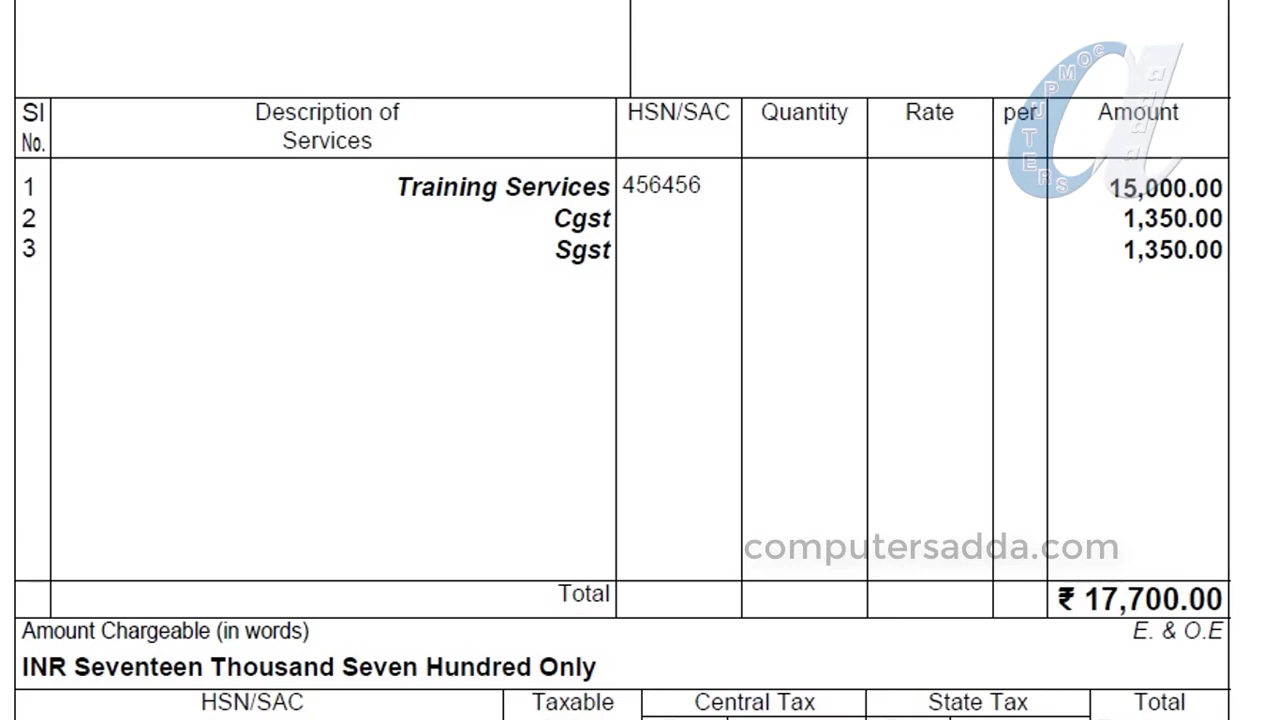 Sl No. Description of Services HSN/SAC Quantity Rate per Amount
1 Training Services 456456 15,000.00
2 Cgst 1,350.00
3 Sgst 1,350.00
COMPUTERS adda
computersadda.com
Total ₹ 17,700.00
Amount Chargeable (in words) E. & O.E
INR Seventeen Thousand Seven Hundred Only
HSN/SAC Taxable Central Tax State Tax Total